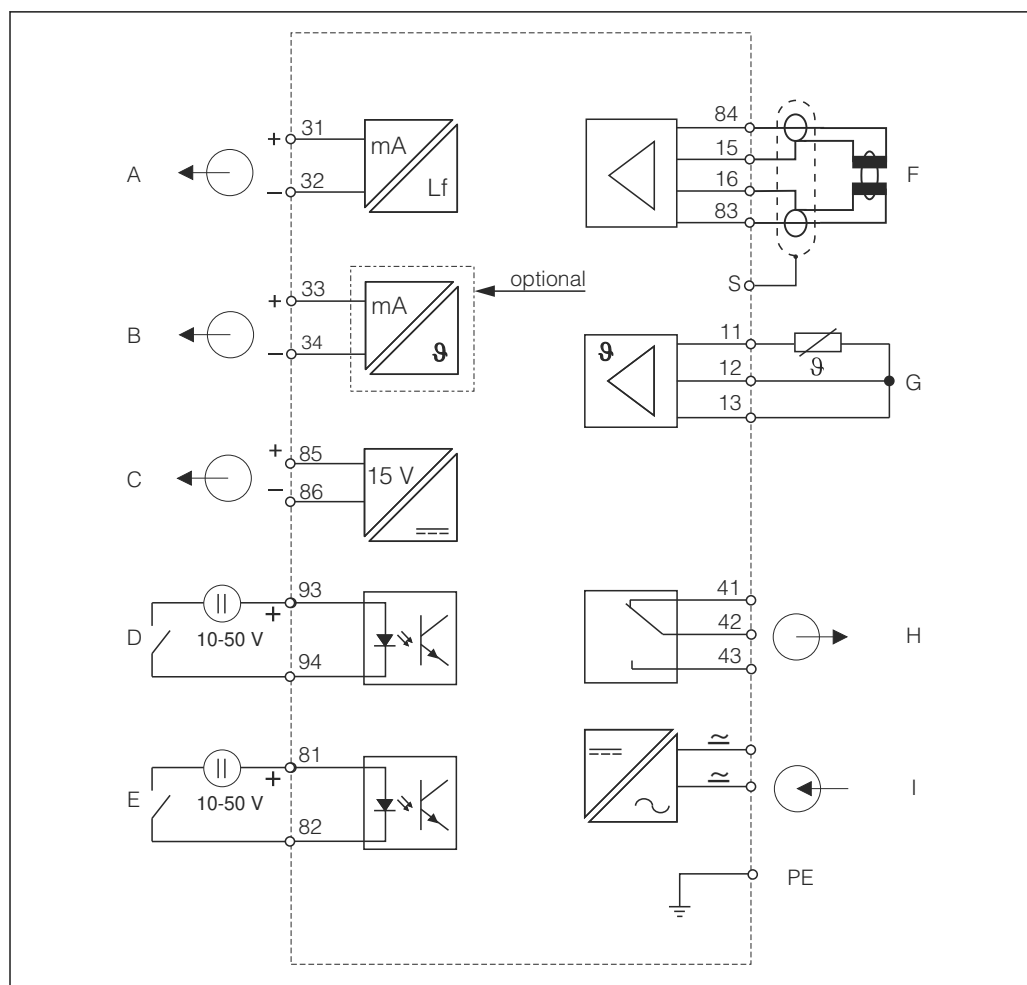 A
+ 31
− 32
mA
Lf
B
+ 33
− 34
mA
ϑ
optional
C
+ 85
− 86
15 V
D
93
+
10-50 V
94
E
81
+
10-50 V
82
84
15
16
83
F
S
ϑ
11
12
13
ϑ
G
41
42
43
H
≃
≃
I
PE